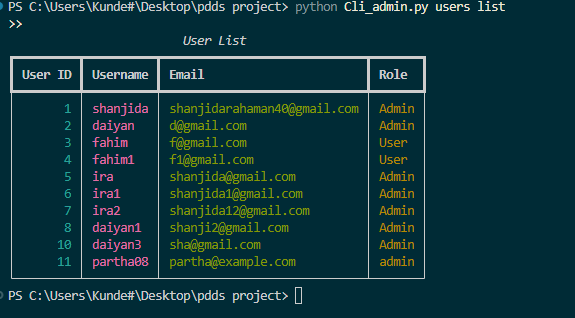 PS C:\Users\Kunde#\Desktop\pdds project> python Cli_admin.py users list
>>
User List
User ID Username Email Role
1 shanjida shanjidarahaman40@gmail.com Admin
2 daiyan d@gmail.com Admin
3 fahim f@gmail.com User
4 fahim1 f1@gmail.com User
5 ira shanjida@gmail.com Admin
6 ira1 shanjida1@gmail.com Admin
7 ira2 shanjida12@gmail.com Admin
8 daiyan1 shanji2@gmail.com Admin
10 daiyan3 sha@gmail.com Admin
11 partha08 partha@example.com admin
PS C:\Users\Kunde#\Desktop\pdds project>